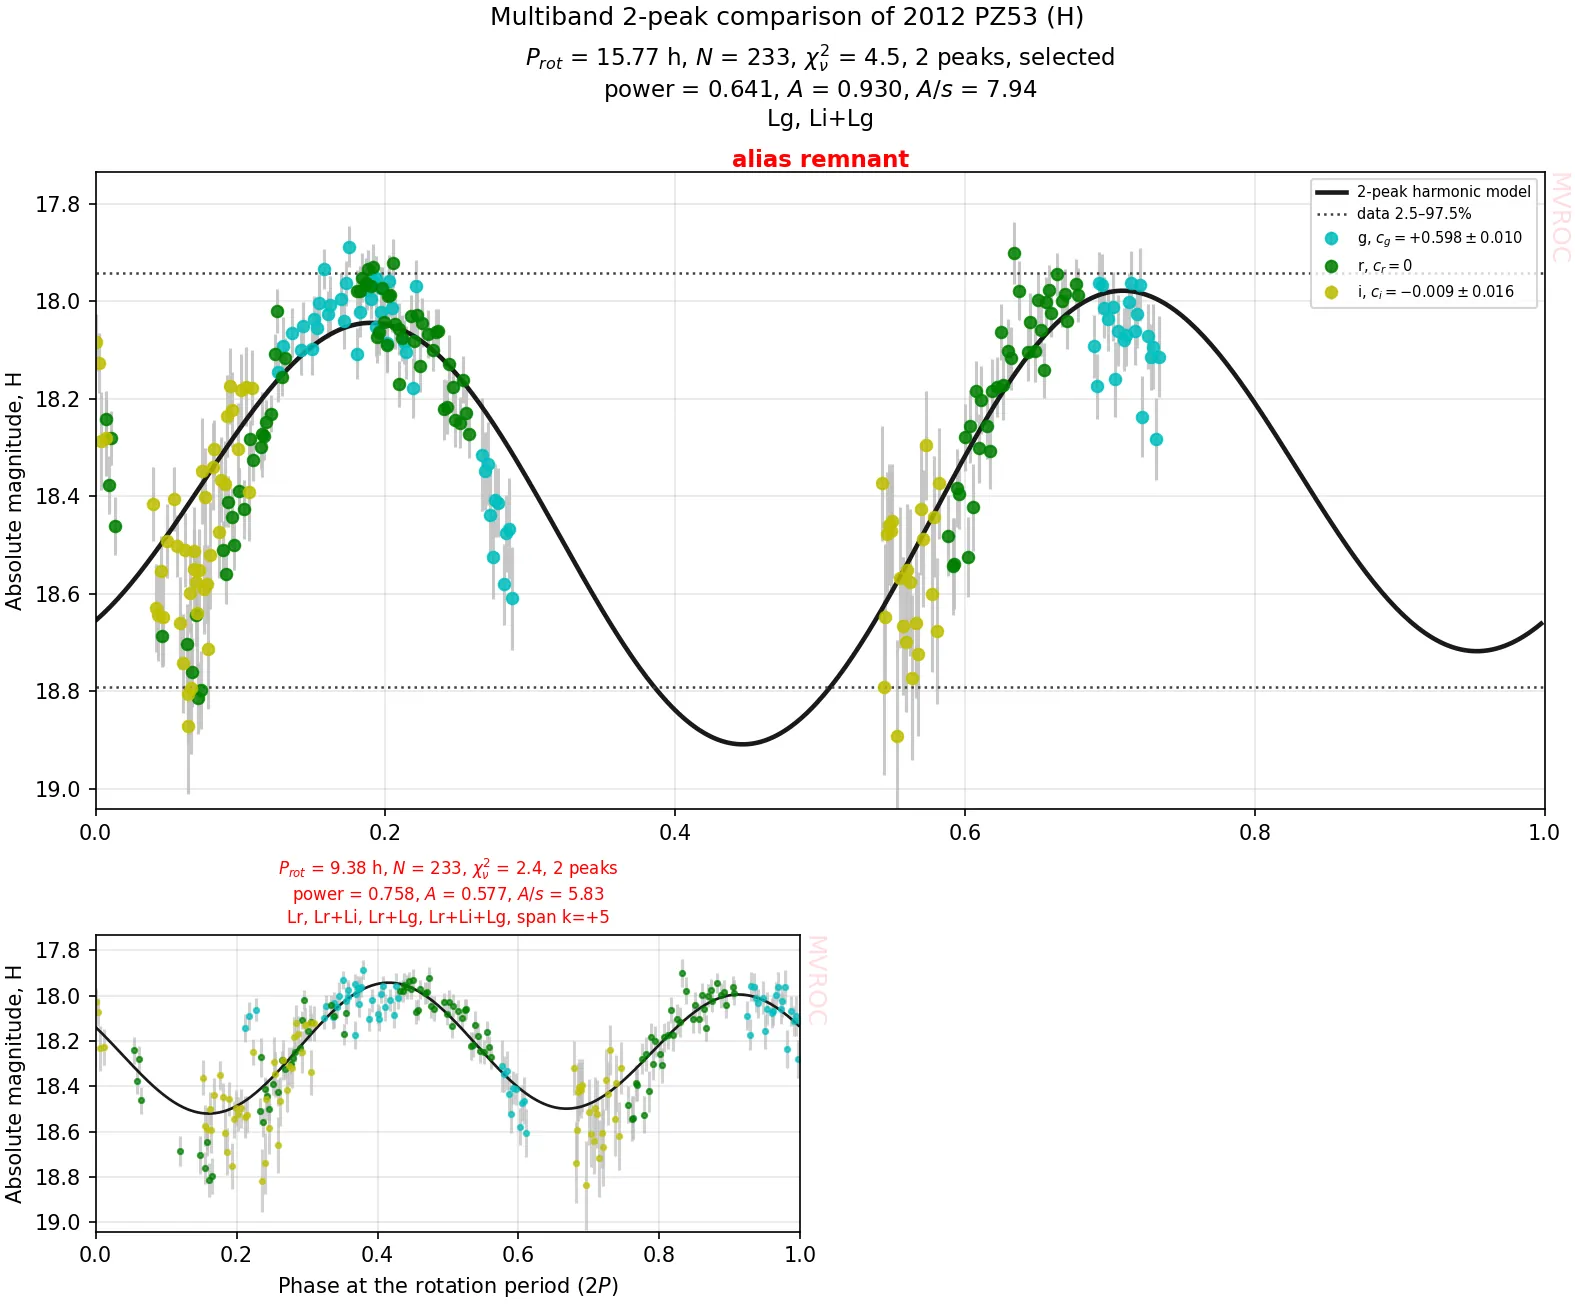 Multiband 2-peak comparison of 2012 PZ53 (H)
P_rot = 15.77 h, N = 233, χ²_ν = 4.5, 2 peaks, selected
power = 0.641, A = 0.930, A/s = 7.94
Lg, Li+Lg
alias remnant
2-peak harmonic model
data 2.5–97.5%
g, c_g = +0.598 ± 0.010
r, c_r = 0
i, c_i = −0.009 ± 0.016
MVROC
Absolute magnitude, H
17.8
18.0
18.2
18.4
18.6
18.8
19.0
0.0 0.2 0.4 0.6 0.8 1.0
P_rot = 9.38 h, N = 233, χ²_ν = 2.4, 2 peaks
power = 0.758, A = 0.577, A/s = 5.83
Lr, Lr+Li, Lr+Lg, Lr+Li+Lg, span k=+5
MVROC
Absolute magnitude, H
17.8
18.0
18.2
18.4
18.6
18.8
19.0
0.0 0.2 0.4 0.6 0.8 1.0
Phase at the rotation period (2P)